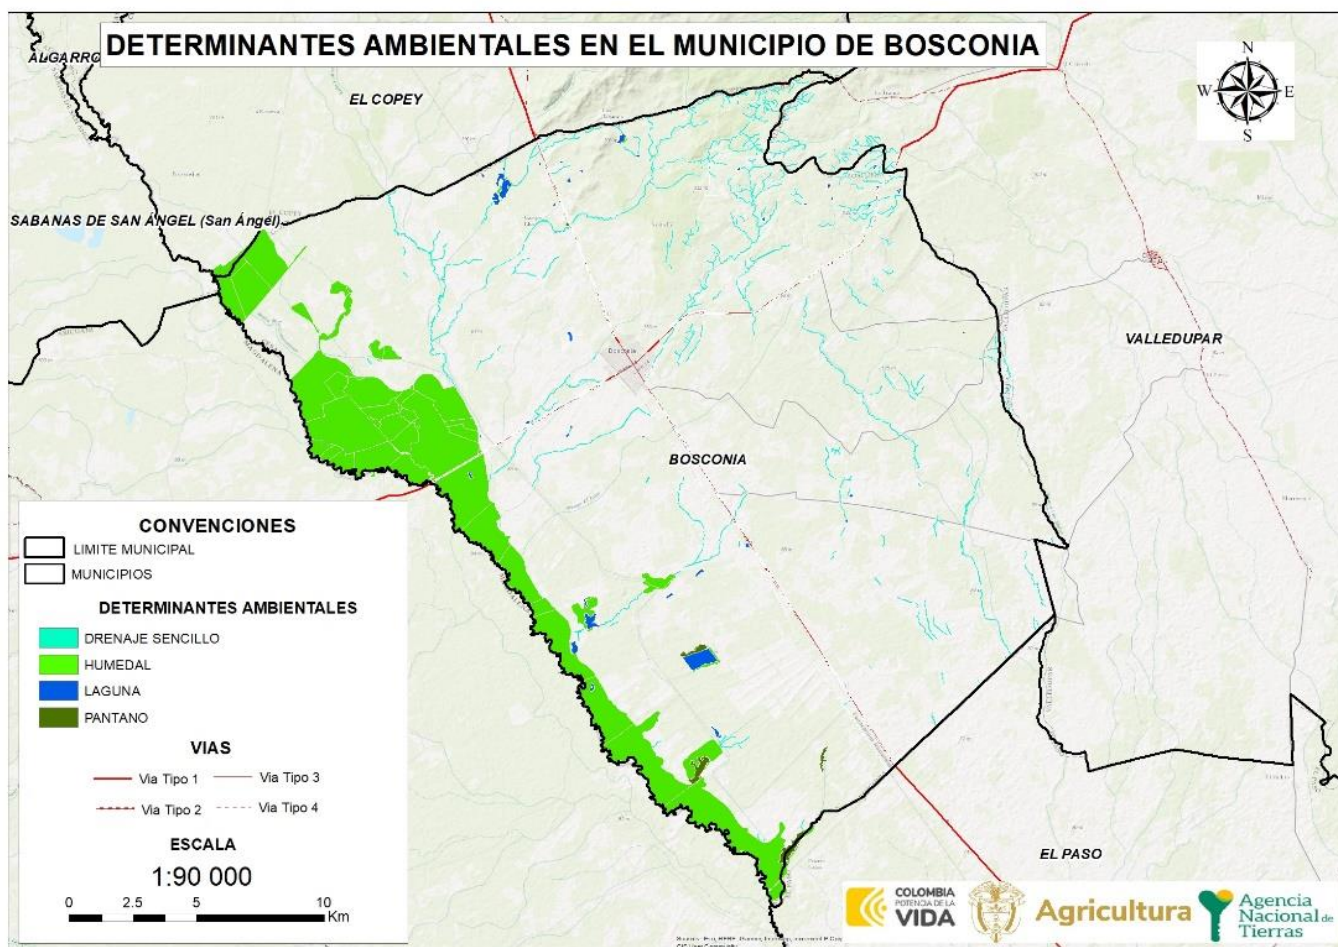 DETERMINANTES AMBIENTALES EN EL MUNICIPIO DE BOSCONIA
ALGARRO
EL COPEY
N
W
E
S
SABANAS DE SAN ÁNGEL (San Ángel)
VALLEDUPAR
MAGDALENA
Bosconia
BOSCONIA
CONVENCIONES
LIMITE MUNICIPAL
MUNICIPIOS
DETERMINANTES AMBIENTALES
DRENAJE SENCILLO
HUMEDAL
LAGUNA
PANTANO
VIAS
Via Tipo 1
Via Tipo 3
Via Tipo 2
Via Tipo 4
ESCALA
1:90 000
0 2.5 5 10
Km
EL PASO
COLOMBIA
POTENCIA DE LA
VIDA
Agricultura
Agencia
Nacional de
Tierras